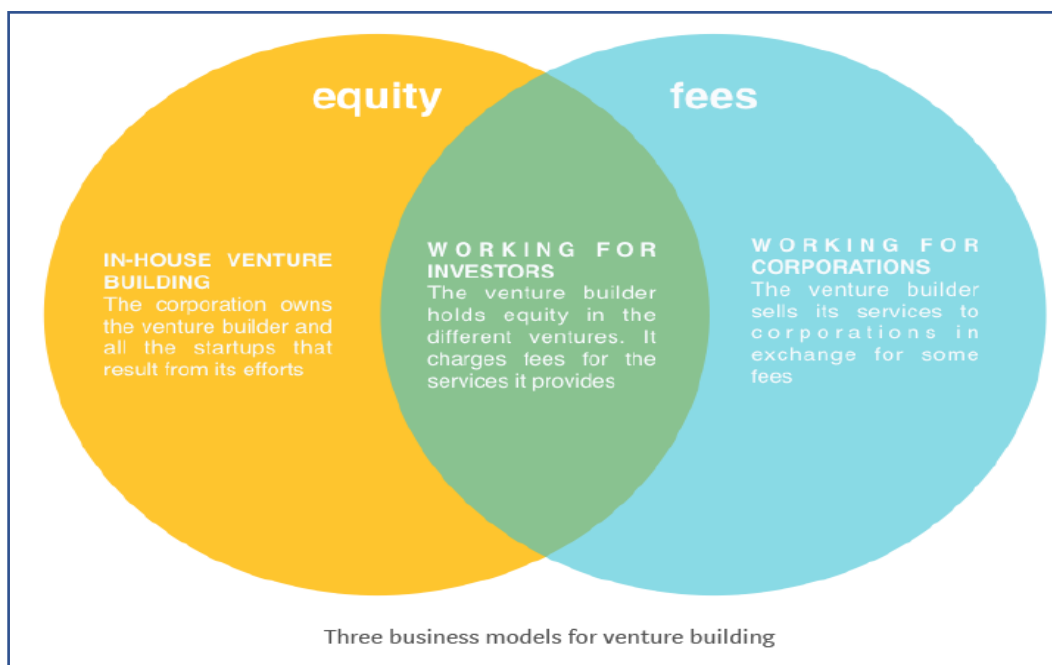 equity
fees
IN-HOUSE VENTURE
BUILDING
The corporation owns
the venture builder and
all the startups that
result from its efforts
WORKING FOR
INVESTORS
The venture builder
holds equity in the
different ventures. It
charges fees for the
services it provides
WORKING FOR
CORPORATIONS
The venture builder
sells its services to
corporations in
exchange for some
fees
Three business models for venture building